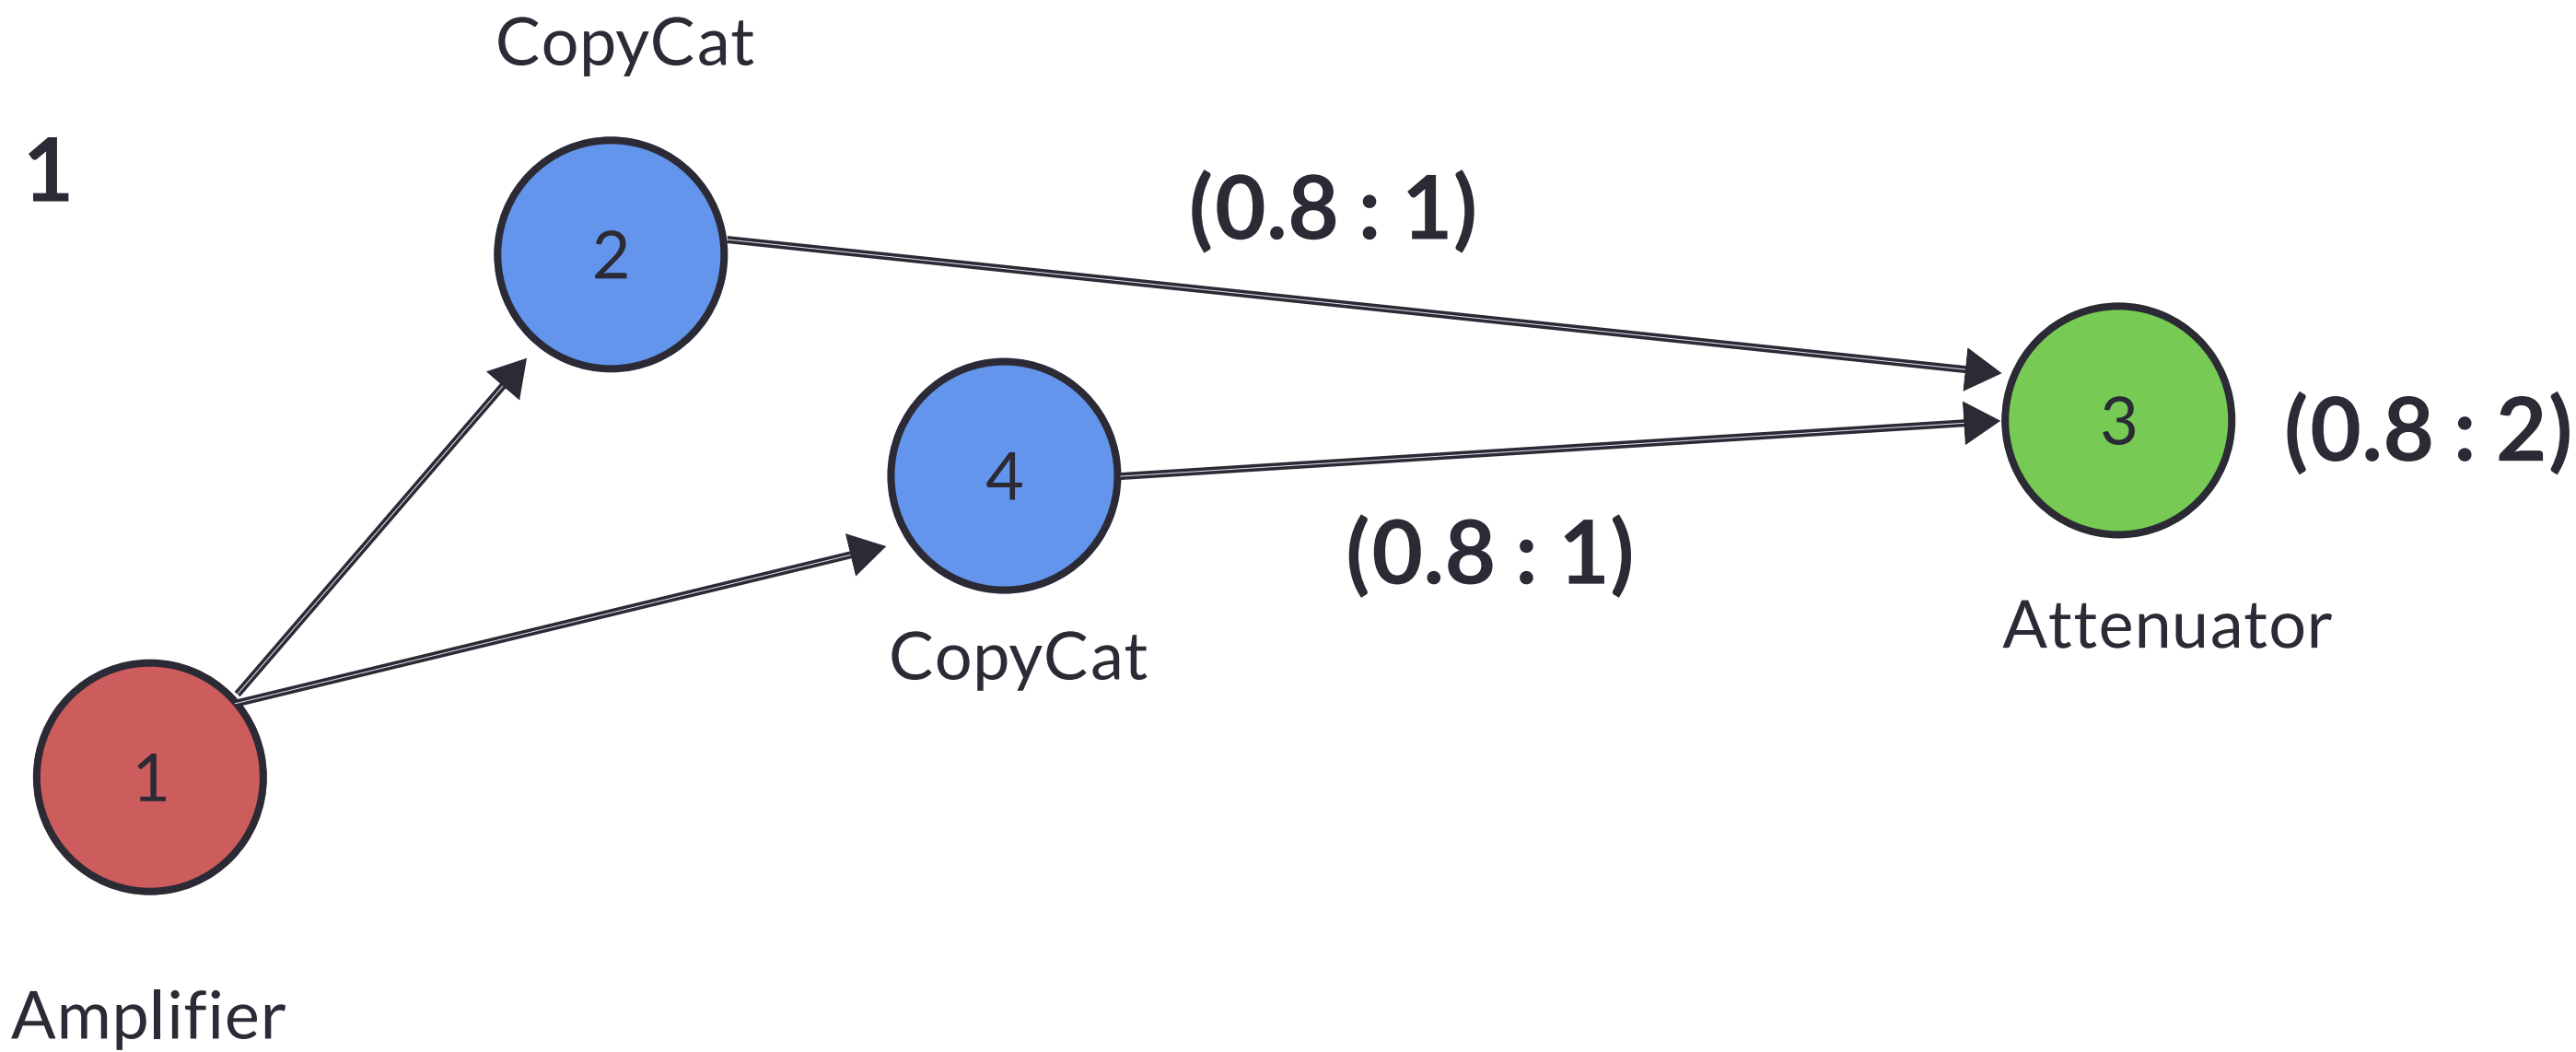 CopyCat
1
2
(0.8 : 1)
3
(0.8 : 2)
4
(0.8 : 1)
Attenuator
CopyCat
1
Amplifier